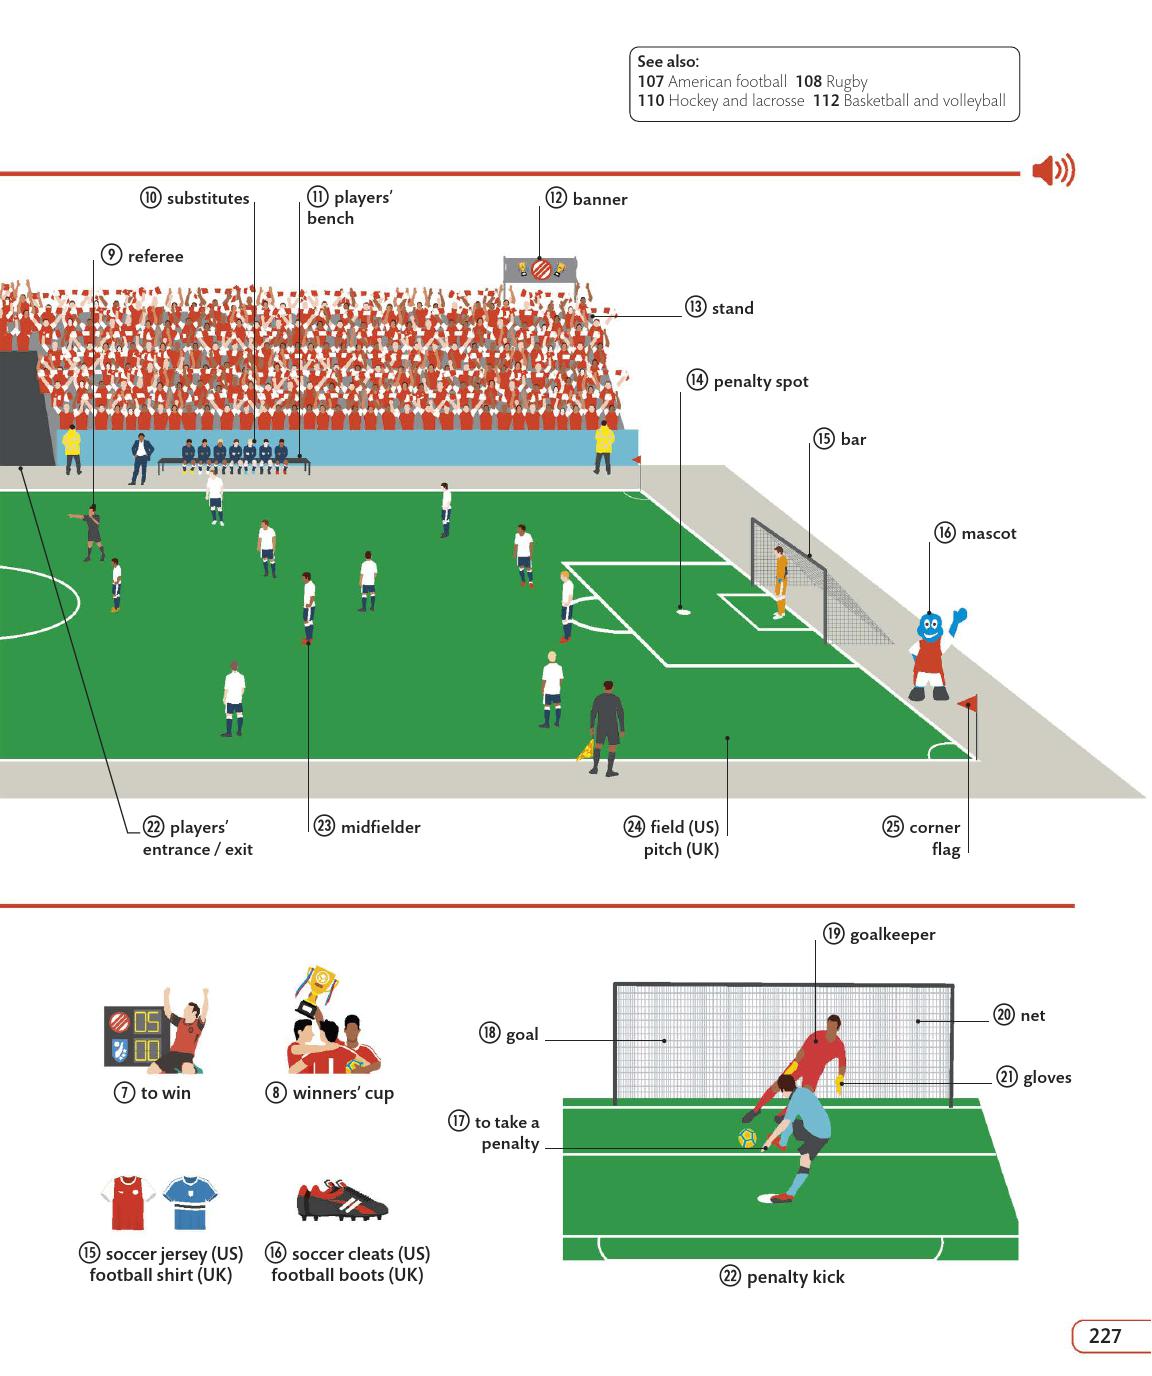 See also:
107 American football 108 Rugby
110 Hockey and lacrosse 112 Basketball and volleyball
⑩ substitutes
⑪ players’
bench
⑫ banner
⑨ referee
⑬ stand
⑭ penalty spot
⑮ bar
⑯ mascot
㉒ players’
entrance / exit
㉓ midfielder
㉔ field (US)
pitch (UK)
㉕ corner
flag
05
00
⑦ to win
⑧ winners’ cup
⑮ soccer jersey (US)
football shirt (UK)
⑯ soccer cleats (US)
football boots (UK)
⑲ goalkeeper
⑱ goal
⑳ net
㉑ gloves
⑰ to take a
penalty
㉒ penalty kick
227